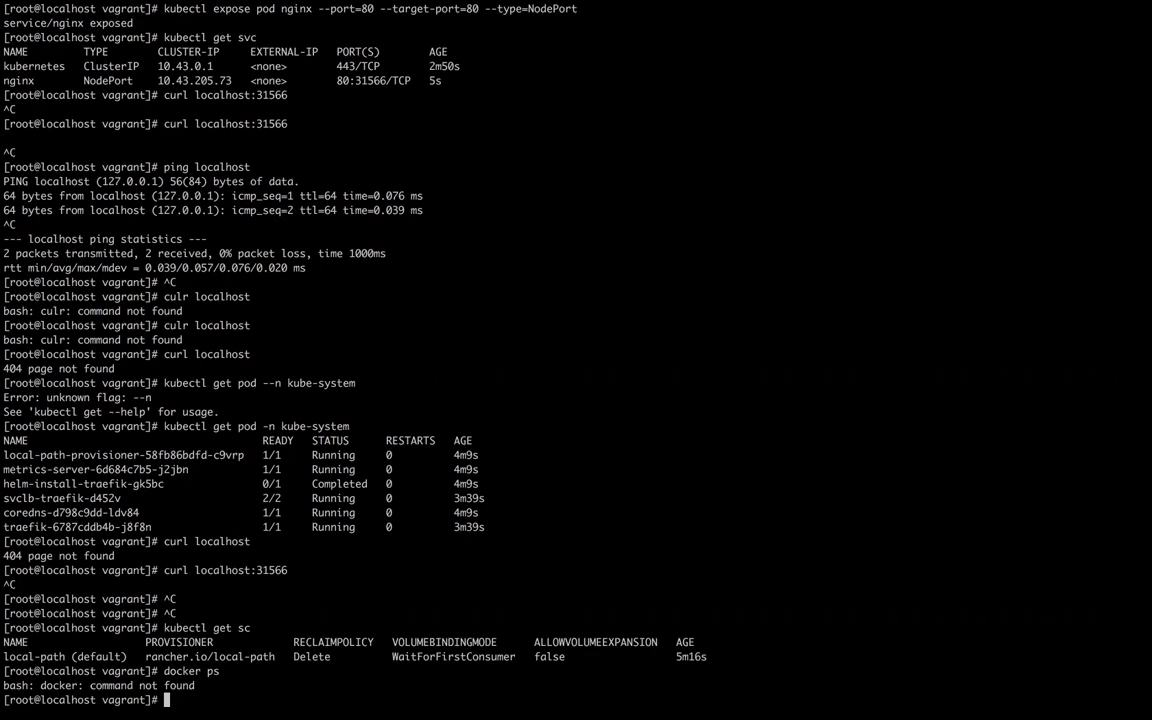 [root@localhost vagrant]# kubectl expose pod nginx --port=80 --target-port=80 --type=NodePort
service/nginx exposed
[root@localhost vagrant]# kubectl get svc
NAME         TYPE        CLUSTER-IP     EXTERNAL-IP   PORT(S)        AGE
kubernetes   ClusterIP   10.43.0.1      <none>        443/TCP        2m50s
nginx        NodePort    10.43.205.73   <none>        80:31566/TCP   5s
[root@localhost vagrant]# curl localhost:31566
^C
[root@localhost vagrant]# curl localhost:31566
^C
[root@localhost vagrant]# ping localhost
PING localhost (127.0.0.1) 56(84) bytes of data.
64 bytes from localhost (127.0.0.1): icmp_seq=1 ttl=64 time=0.076 ms
64 bytes from localhost (127.0.0.1): icmp_seq=2 ttl=64 time=0.039 ms
^C
--- localhost ping statistics ---
2 packets transmitted, 2 received, 0% packet loss, time 1000ms
rtt min/avg/max/mdev = 0.039/0.057/0.076/0.020 ms
[root@localhost vagrant]# ^C
[root@localhost vagrant]# culr localhost
bash: culr: command not found
[root@localhost vagrant]# culr localhost
bash: culr: command not found
[root@localhost vagrant]# curl localhost
404 page not found
[root@localhost vagrant]# kubectl get pod --n kube-system
Error: unknown flag: --n
See 'kubectl get --help' for usage.
[root@localhost vagrant]# kubectl get pod -n kube-system
NAME                                     READY   STATUS      RESTARTS   AGE
local-path-provisioner-58fb86bdfd-c9vrp   1/1     Running     0          4m9s
metrics-server-6d684c7b5-j2jbn            1/1     Running     0          4m9s
helm-install-traefik-gk5bc                0/1     Completed   0          4m9s
svclb-traefik-d452v                       2/2     Running     0          3m39s
coredns-d798c9dd-ldv84                    1/1     Running     0          4m9s
traefik-6787cddb4b-j8f8n                  1/1     Running     0          3m39s
[root@localhost vagrant]# curl localhost
404 page not found
[root@localhost vagrant]# curl localhost:31566
^C
[root@localhost vagrant]# ^C
[root@localhost vagrant]# ^C
[root@localhost vagrant]# kubectl get sc
NAME                   PROVISIONER             RECLAIMPOLICY   VOLUMEBINDINGMODE      ALLOWVOLUMEEXPANSION   AGE
local-path (default)   rancher.io/local-path   Delete          WaitForFirstConsumer   false                  5m16s
[root@localhost vagrant]# docker ps
bash: docker: command not found
[root@localhost vagrant]#